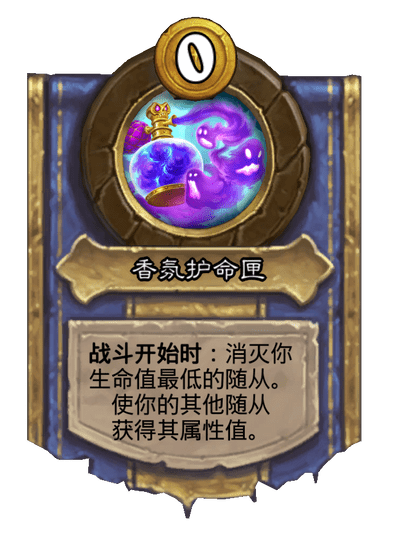 0
香氛护命匣
战斗开始时：消灭你
生命值最低的随从。
使你的其他随从
获得其属性值。